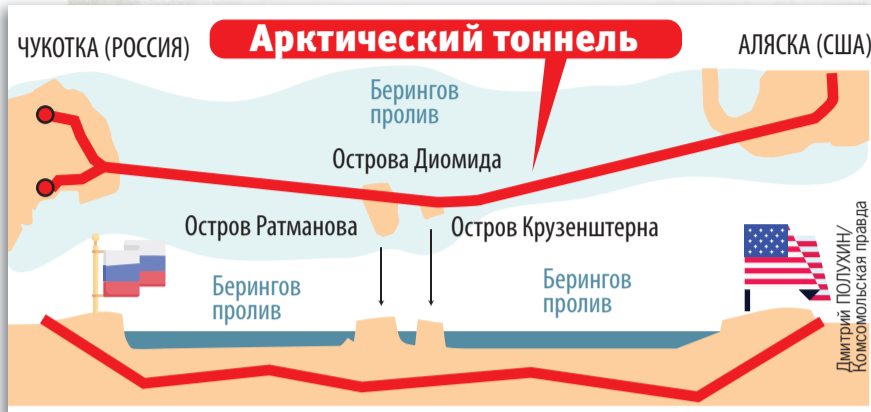 Арктический тоннель
ЧУКОТКА (РОССИЯ)
АЛЯСКА (США)
Берингов
пролив
Острова Диомида
Остров Ратманова
Остров Крузенштерна
Берингов
пролив
Берингов
пролив
Дмитрий ПОЛУХИН/
Комсомольская правда